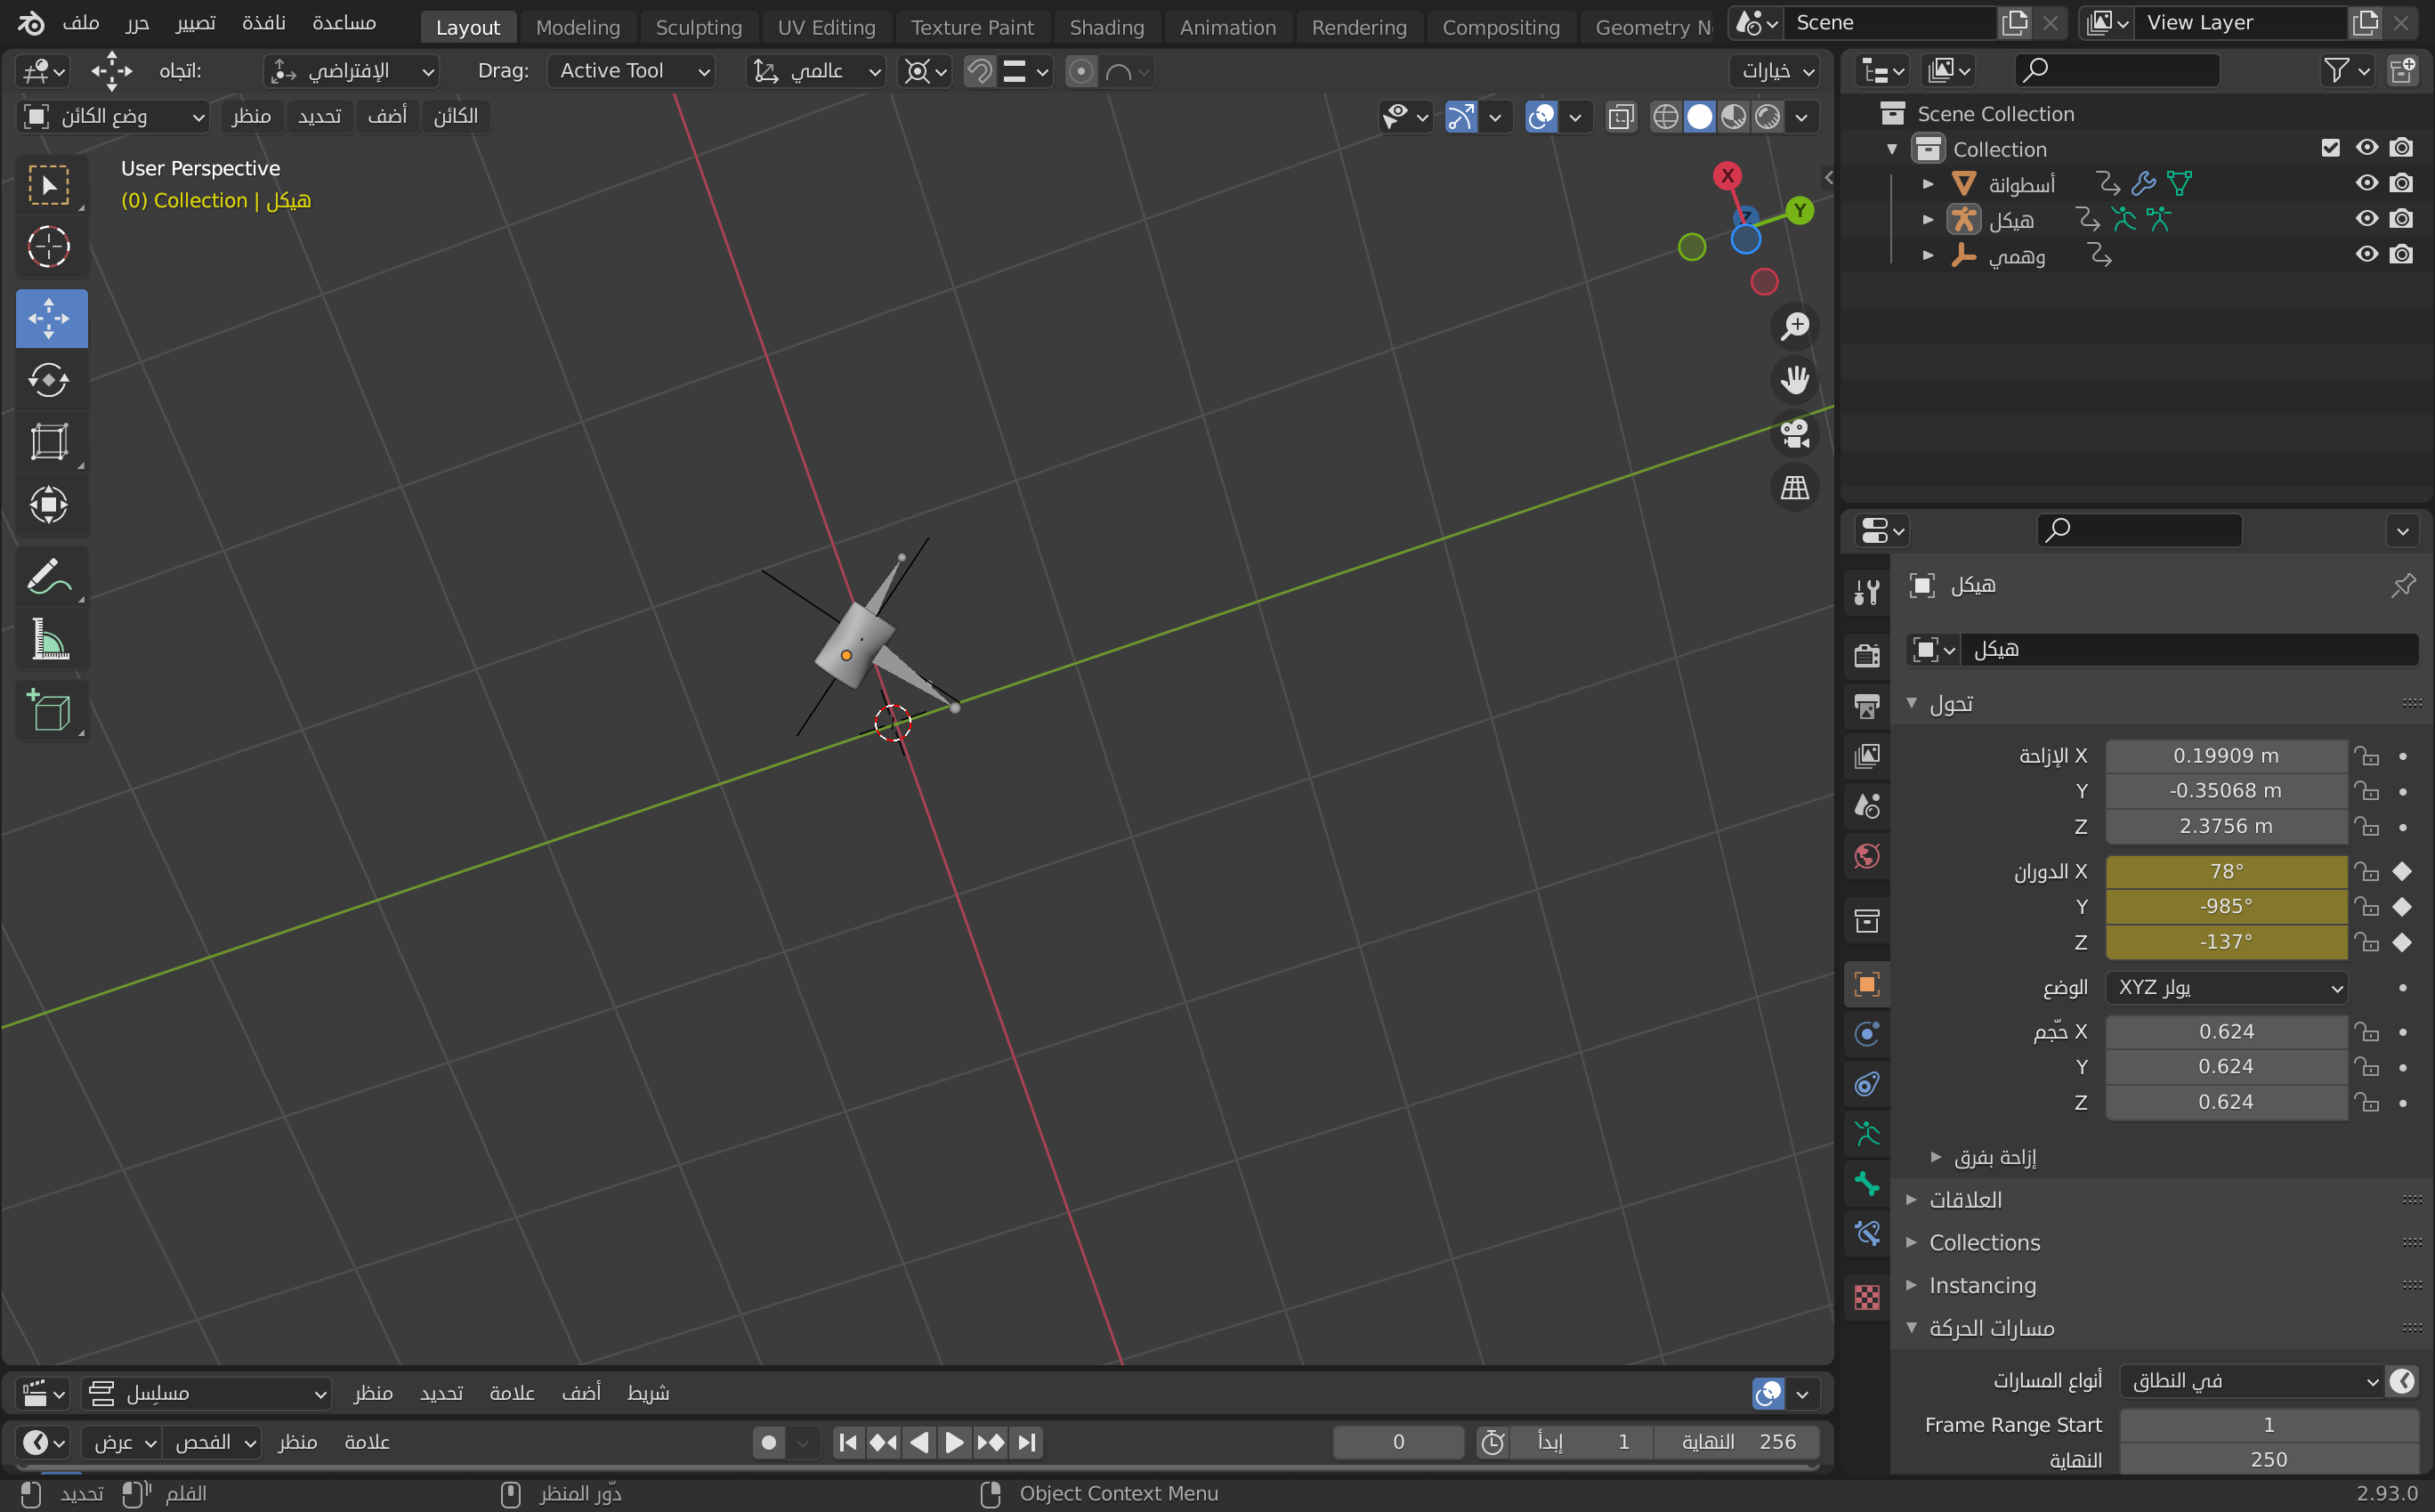 ملف حرر تصيير نافذة مساعدة Layout Modeling Sculpting UV Editing Texture Paint Shading Animation Rendering Compositing Geometry N Scene View Layer
اتجاه: الإفتراضي Drag: Active Tool عالمي خيارات
وضع الكائن منظر تحديد أضف الكائن
User Perspective
(0) Collection | هيكل
X
Y
Z
Scene Collection
Collection
أسطوانة
هيكل
وهمي
هيكل
هيكل
تحول
الإزاحة X 0.19909 m
Y -0.35068 m
Z 2.3756 m
الدوران X 78°
Y -985°
Z -137°
الوضع يولر XYZ
حجّم X 0.624
Y 0.624
Z 0.624
إزاحة بفرق
العلاقات
Collections
Instancing
مسارات الحركة
أنواع المسارات في النطاق
Frame Range Start 1
النهاية 250
مسلسِل منظر تحديد أضف علامة شريط
عرض الفحص منظر علامة 0 إبدأ 1 النهاية 256
تحديد الفلم دوّر المنظر Object Context Menu 2.93.0